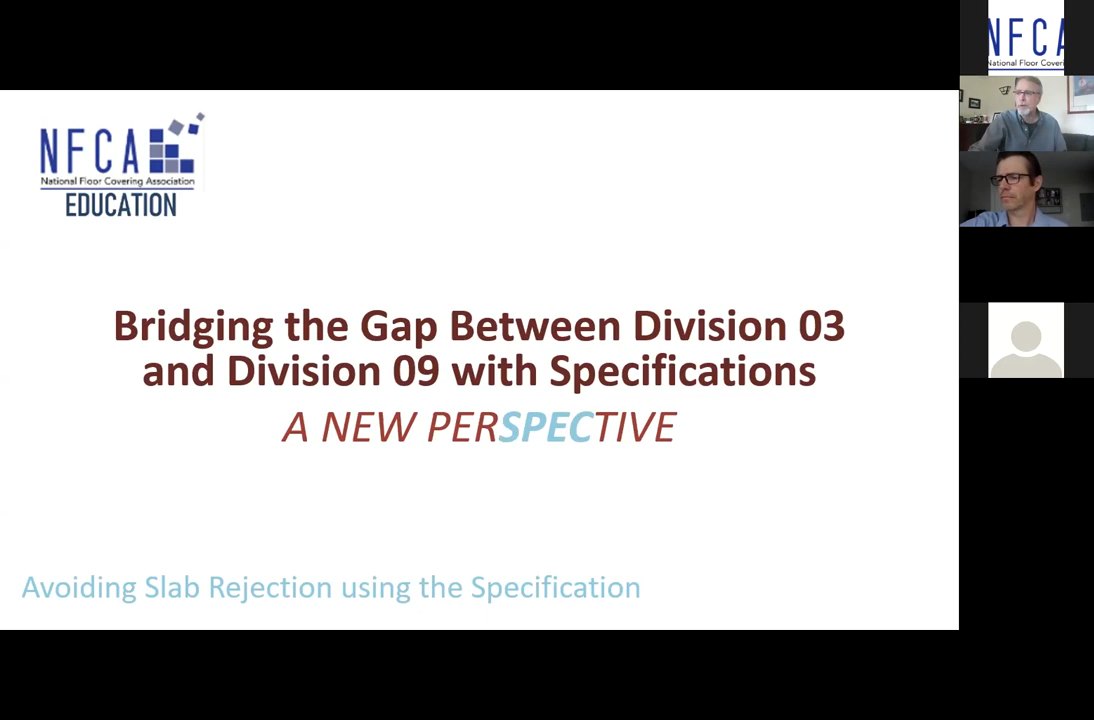 NFCA
National Floor Covering Association
EDUCATION
Bridging the Gap Between Division 03
and Division 09 with Specifications
A NEW PERSPECTIVE
Avoiding Slab Rejection using the Specification
NFCA
National Floor Coveri